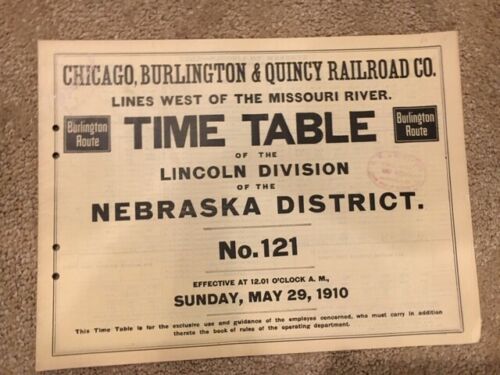 CHICAGO, BURLINGTON & QUINCY RAILROAD CO.
LINES WEST OF THE MISSOURI RIVER.
Burlington
Route
TIME TABLE
Burlington
Route
OF THE
LINCOLN DIVISION
OF THE
NEBRASKA DISTRICT.
No. 121
EFFECTIVE AT 12.01 O'CLOCK A. M.,
SUNDAY, MAY 29, 1910
This Time Table is for the exclusive use and guidance of the employes concerned, who must carry in addition
thereto the book of rules of the operating department.